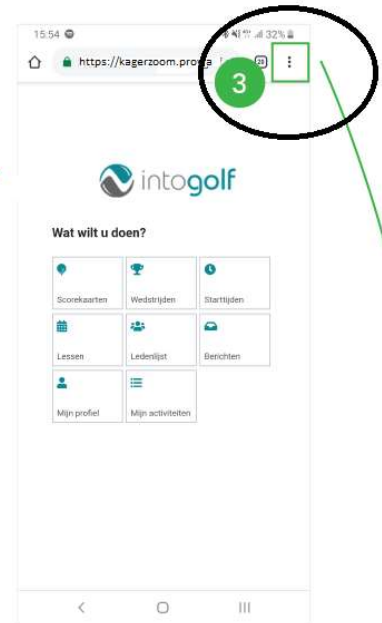 15:54 32%
https://kagerzoom.prowa
3
intogolf
Wat wilt u doen?
Scorekaarten Wedstrijden Starttijden
Lessen Ledenlijst Berichten
Mijn profiel Mijn activiteiten